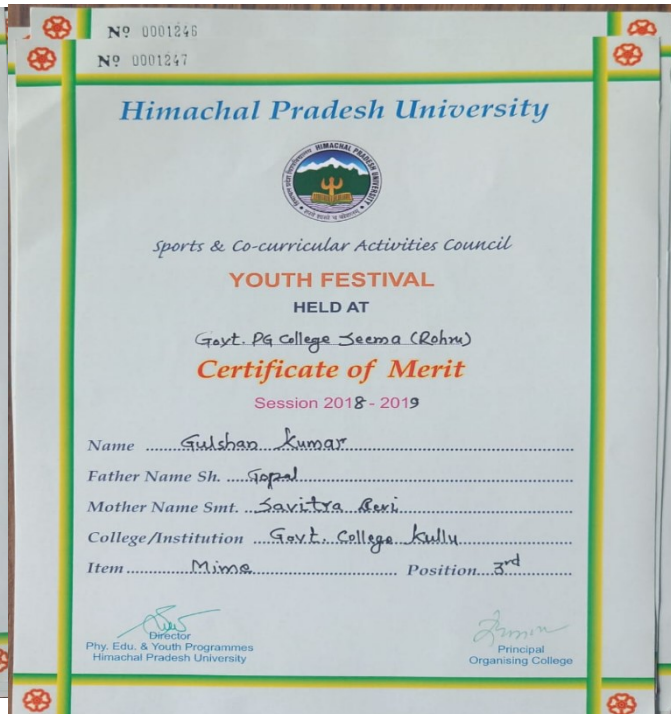 Nº 0001246
Nº 0001247
Himachal Pradesh University
HIMACHAL PRADESH UNIVERSITY
Sports & Co-curricular Activities Council
YOUTH FESTIVAL
HELD AT
Govt. PG College Seema (Rohru)
Certificate of Merit
Session 2018 - 2019
Name Gulshan Kumar
Father Name Sh. Gopal
Mother Name Smt. Savitra Devi
College/Institution Govt. College Kullu
Item Mime Position 3rd
Director
Phy. Edu. & Youth Programmes
Himachal Pradesh University
Principal
Organising College